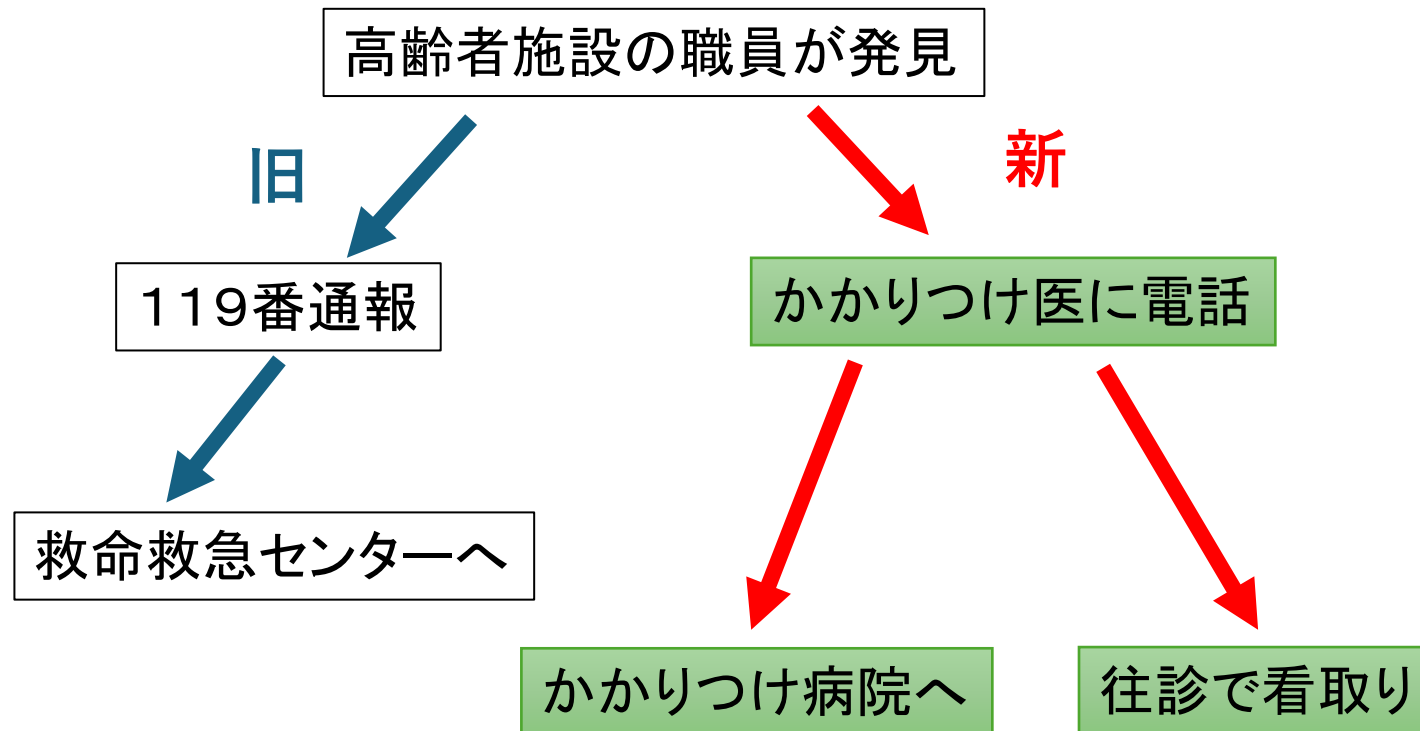 高齢者施設の職員が発見
旧
新
119番通報
かかりつけ医に電話
救命救急センターへ
かかりつけ病院へ
往診で看取り